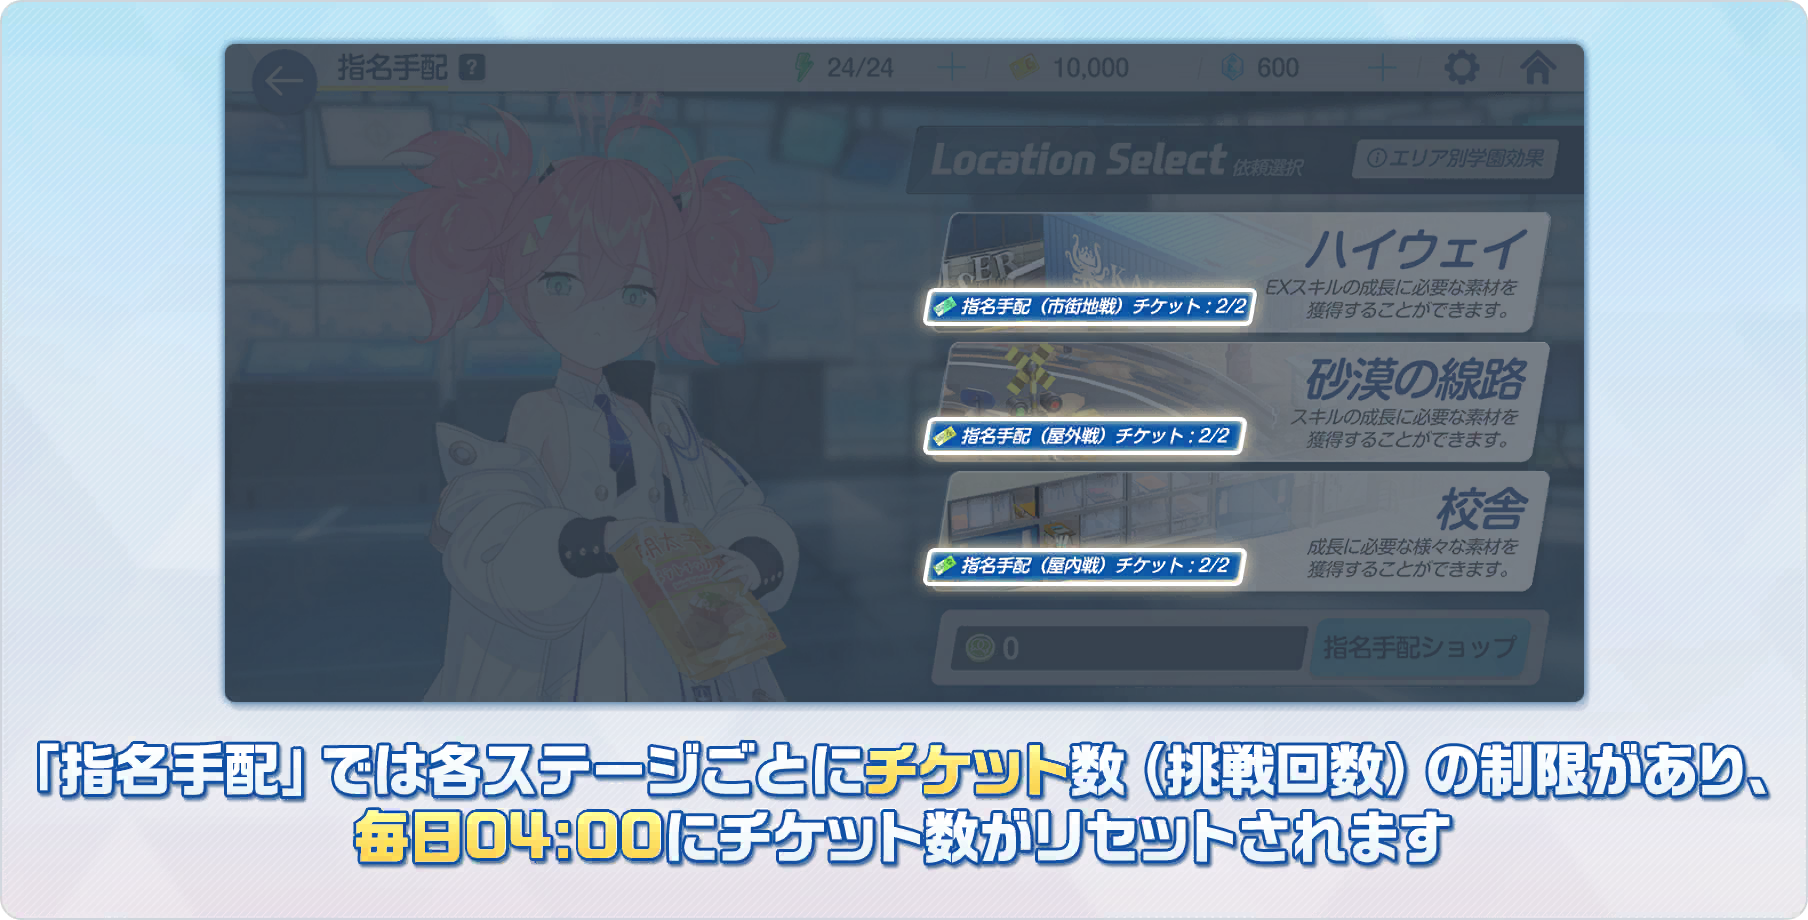 指名手配 ?
24/24
10,000
600
Location Select 依頼選択
エリア別学園効果
ハイウェイ
EXスキルの成長に必要な素材を
獲得することができます。
指名手配（市街地戦）チケット : 2/2
砂漠の線路
スキルの成長に必要な素材を
獲得することができます。
指名手配（屋外戦）チケット : 2/2
校舎
成長に必要な様々な素材を
獲得することができます。
指名手配（屋内戦）チケット : 2/2
0
指名手配ショップ
「指名手配」では各ステージごとにチケット数（挑戦回数）の制限があり、
毎日04:00にチケット数がリセットされます